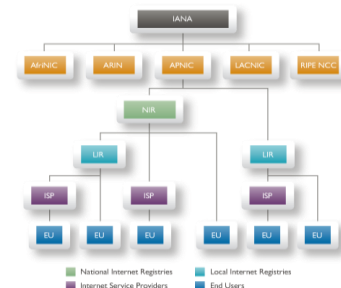 IANA
AfriNIC ARIN APNIC LACNIC RIPE NCC
NIR
LIR LIR
ISP ISP ISP
EU EU EU EU EU EU
National Internet Registries Local Internet Registries
Internet Service Providers End Users